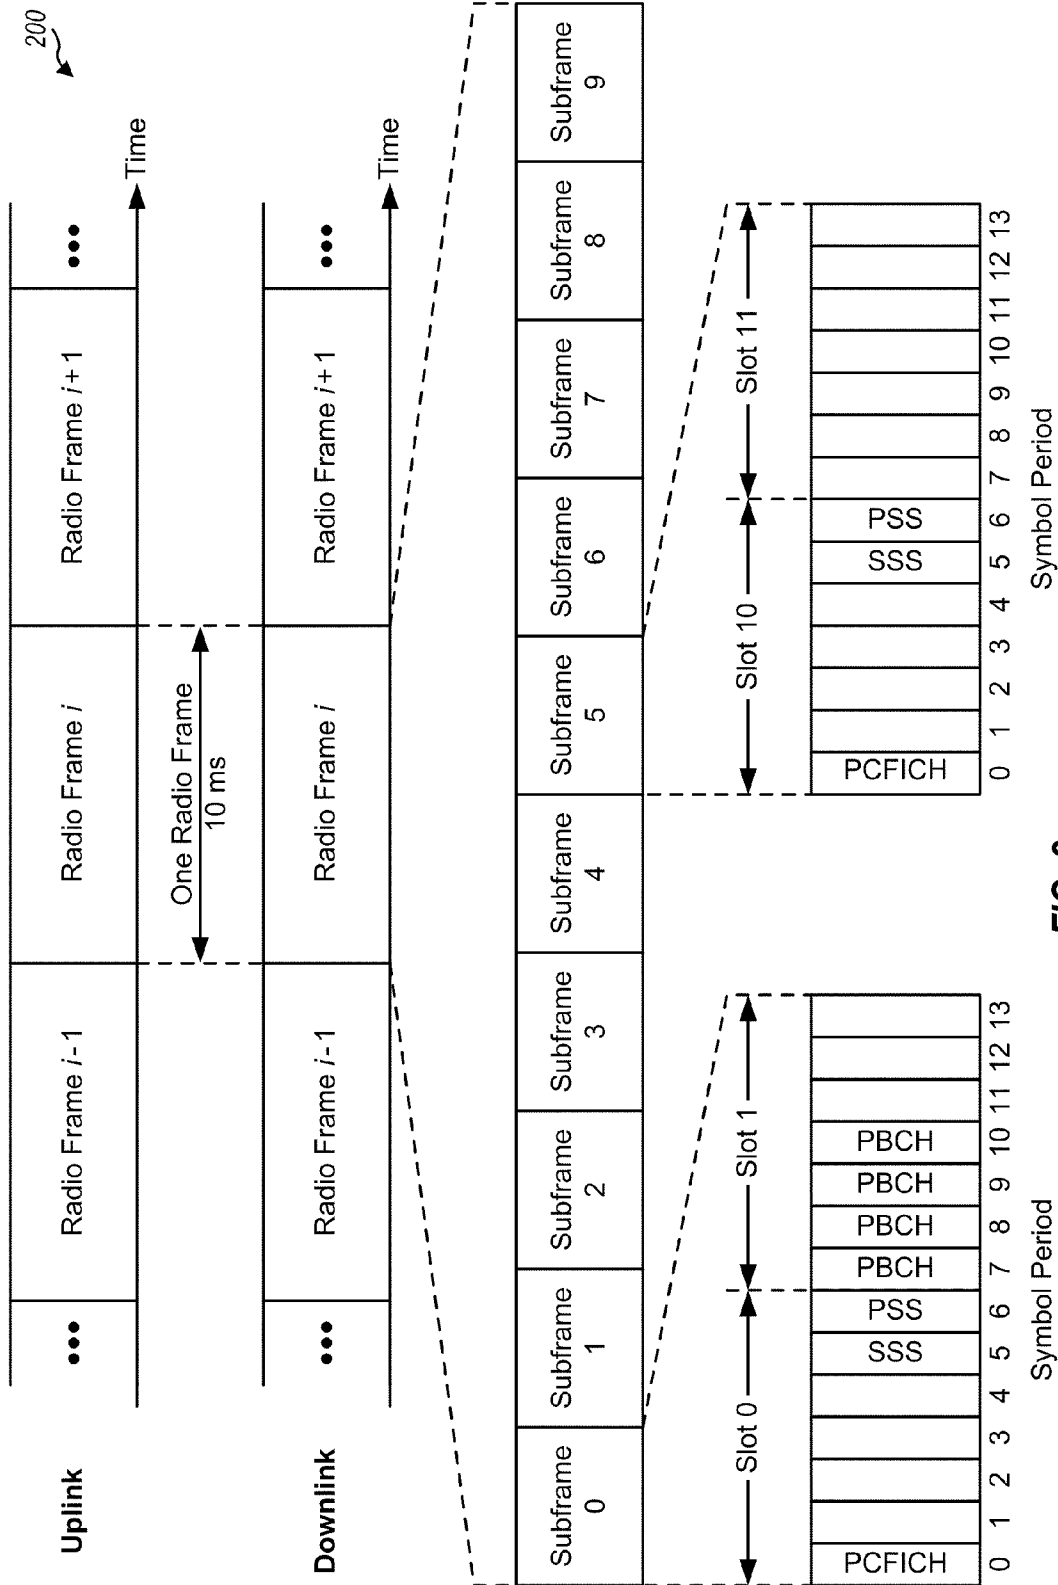 200
Uplink
•••
Radio Frame i-1
Radio Frame i
Radio Frame i+1
•••
Time
One Radio Frame
10 ms
Downlink
•••
Radio Frame i-1
Radio Frame i
Radio Frame i+1
•••
Time
Subframe
0
Subframe
1
Subframe
2
Subframe
3
Subframe
4
Subframe
5
Subframe
6
Subframe
7
Subframe
8
Subframe
9
Slot 0
Slot 1
PCFICH
SSS
PSS
PBCH
PBCH
PBCH
PBCH
0 1 2 3 4 5 6 7 8 9 10 11 12 13
Symbol Period
Slot 10
Slot 11
PCFICH
SSS
PSS
0 1 2 3 4 5 6 7 8 9 10 11 12 13
Symbol Period
FIG.